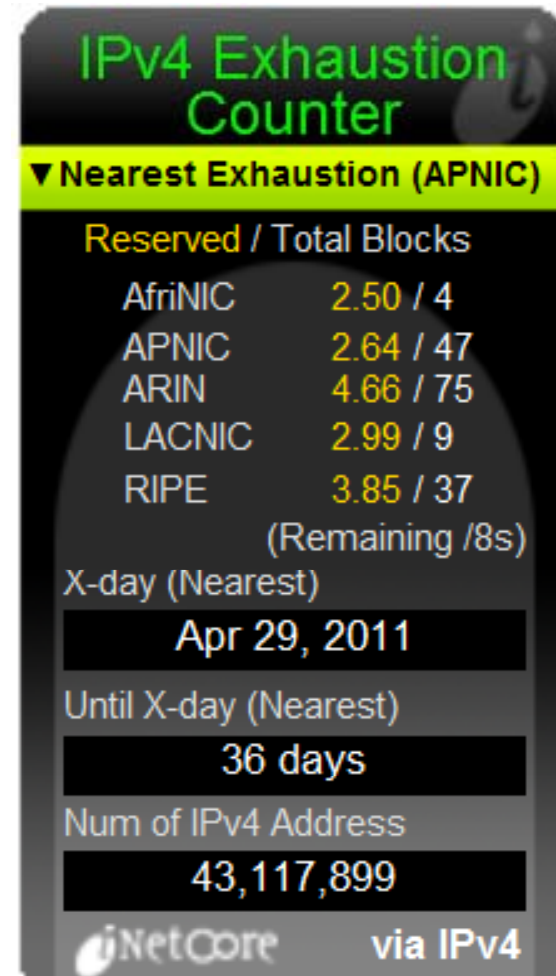 IPv4 Exhaustion
Counter
▼Nearest Exhaustion (APNIC)
Reserved / Total Blocks
AfriNIC 2.50 / 4
APNIC 2.64 / 47
ARIN 4.66 / 75
LACNIC 2.99 / 9
RIPE 3.85 / 37
(Remaining /8s)
X-day (Nearest)
Apr 29, 2011
Until X-day (Nearest)
36 days
Num of IPv4 Address
43,117,899
iNetCore via IPv4